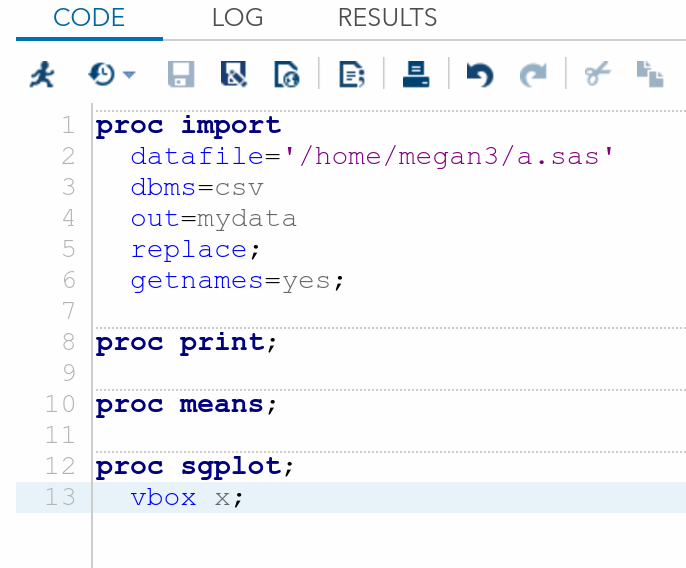 CODE LOG RESULTS
1 proc import
2 datafile='/home/megan3/a.sas'
3 dbms=csv
4 out=mydata
5 replace;
6 getnames=yes;
7
8 proc print;
9
10 proc means;
11
12 proc sgplot;
13 vbox x;